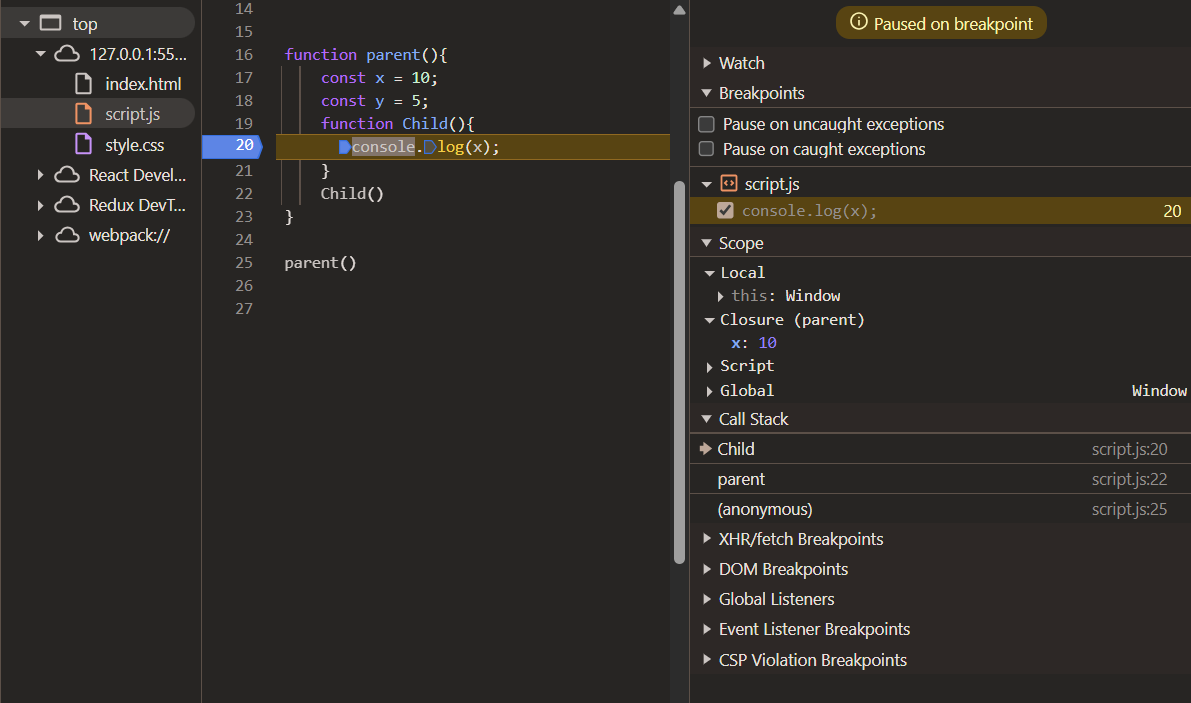 top
127.0.0.1:55...
index.html
script.js
style.css
React Devel...
Redux DevT...
webpack://
14
15
16 function parent(){
17 const x = 10;
18 const y = 5;
19 function Child(){
20 console.log(x);
21 }
22 Child()
23 }
24
25 parent()
26
27
Paused on breakpoint
Watch
Breakpoints
Pause on uncaught exceptions
Pause on caught exceptions
script.js
console.log(x); 20
Scope
Local
this: Window
Closure (parent)
x: 10
Script
Global Window
Call Stack
Child script.js:20
parent script.js:22
(anonymous) script.js:25
XHR/fetch Breakpoints
DOM Breakpoints
Global Listeners
Event Listener Breakpoints
CSP Violation Breakpoints